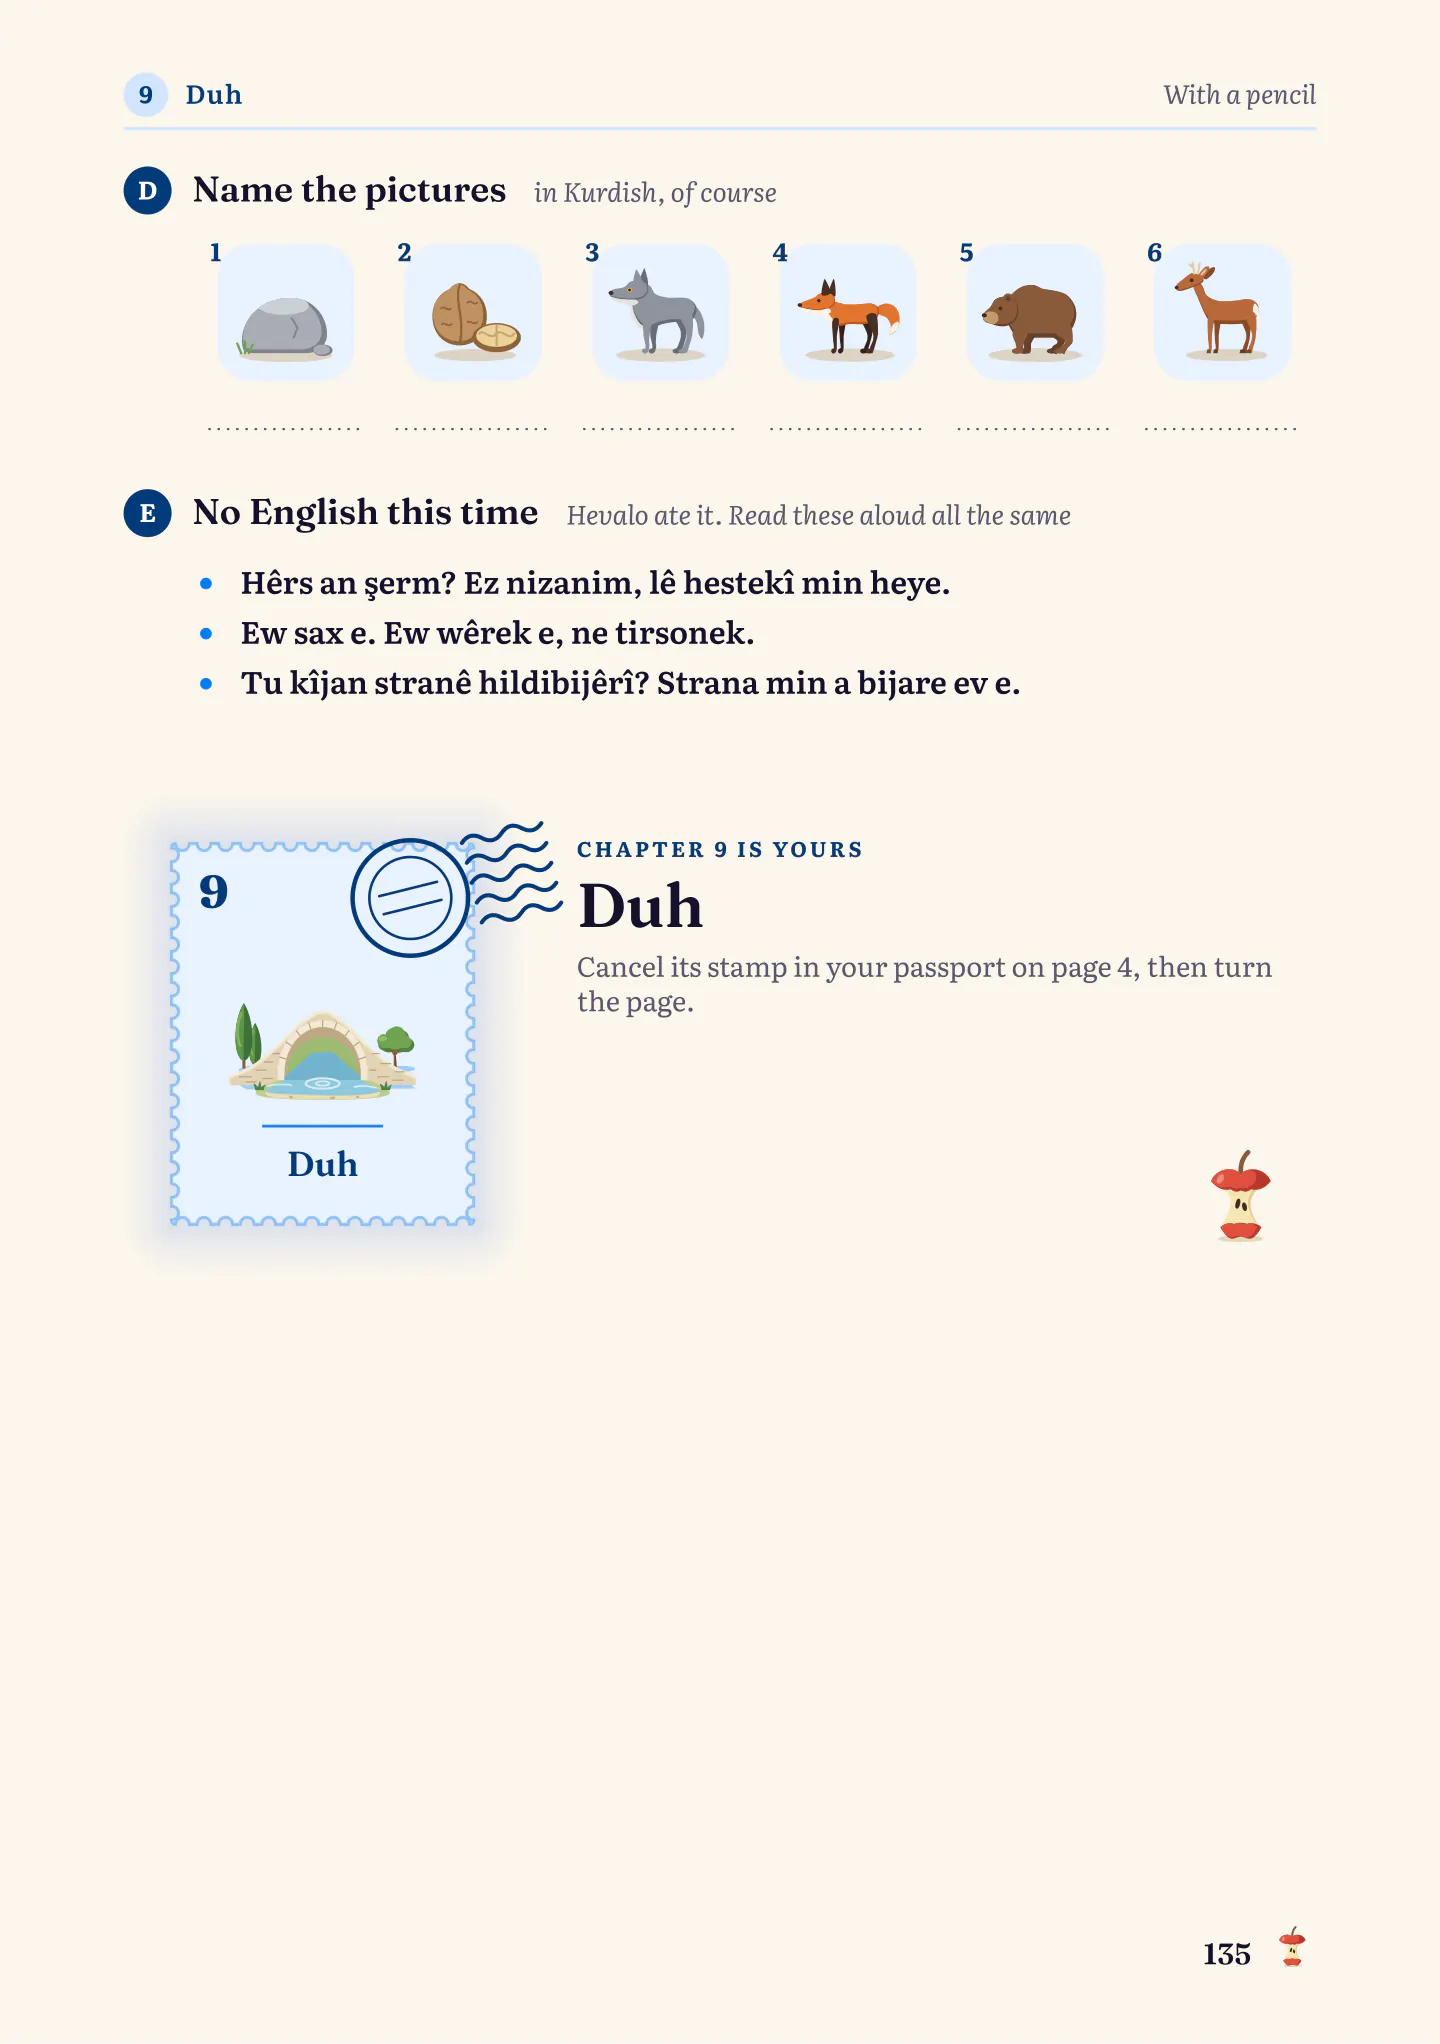 9 Duh With a pencil
D Name the pictures in Kurdish, of course
1 2 3 4 5 6
E No English this time Hevalo ate it. Read these aloud all the same
• Hêrs an şerm? Ez nizanim, lê hestekî min heye.
• Ew sax e. Ew wêrek e, ne tirsonek.
• Tu kîjan stranê hildibijêrî? Strana min a bijare ev e.
9
Duh
CHAPTER 9 IS YOURS
Duh
Cancel its stamp in your passport on page 4, then turn
the page.
135